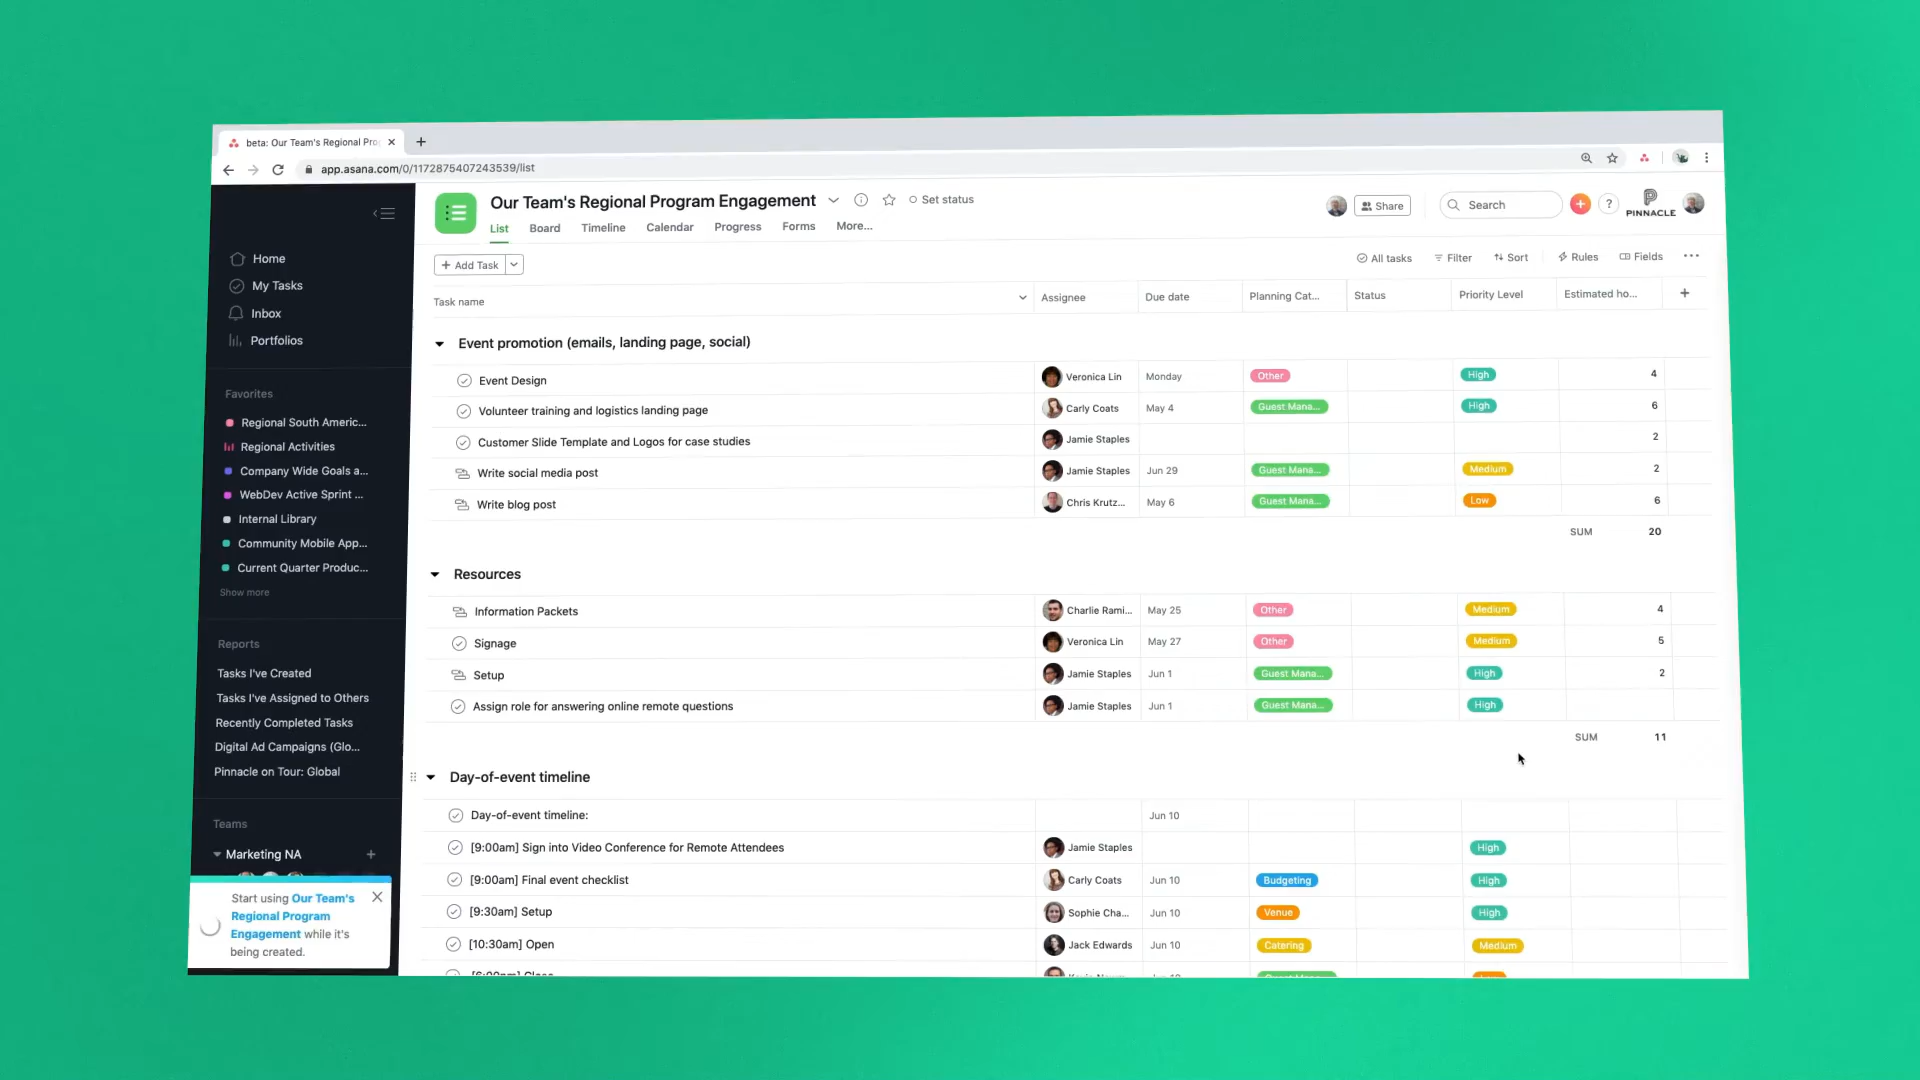 beta: Our Team's Regional Pro
app.asana.com/0/1172875407243539/list
Our Team's Regional Program Engagement
Set status
Share
Search
?
PINNACLE
List Board Timeline Calendar Progress Forms More...
+ Add Task
All tasks Filter Sort Rules Fields
Task name Assignee Due date Planning Cat... Status Priority Level Estimated ho... +
Home
My Tasks
Inbox
Portfolios
Favorites
Regional South Americ...
Regional Activities
Company Wide Goals a...
WebDev Active Sprint ...
Internal Library
Community Mobile App...
Current Quarter Produc...
Show more
Reports
Tasks I've Created
Tasks I've Assigned to Others
Recently Completed Tasks
Digital Ad Campaigns (Glo...
Pinnacle on Tour: Global
Teams
Marketing NA +
Start using Our Team's
Regional Program
Engagement while it's
being created.
Event promotion (emails, landing page, social)
Event Design Veronica Lin Monday Other High 4
Volunteer training and logistics landing page Carly Coats May 4 Guest Mana... High 6
Customer Slide Template and Logos for case studies Jamie Staples 2
Write social media post Jamie Staples Jun 29 Guest Mana... Medium 2
Write blog post Chris Krutz... May 6 Guest Mana... Low 6
SUM 20
Resources
Information Packets Charlie Rami... May 25 Other Medium 4
Signage Veronica Lin May 27 Other Medium 5
Setup Jamie Staples Jun 1 Guest Mana... High 2
Assign role for answering online remote questions Jamie Staples Jun 1 Guest Mana... High
SUM 11
Day-of-event timeline
Day-of-event timeline: Jun 10
[9:00am] Sign into Video Conference for Remote Attendees Jamie Staples High
[9:00am] Final event checklist Carly Coats Jun 10 Budgeting High
[9:30am] Setup Sophie Cha... Jun 10 Venue High
[10:30am] Open Jack Edwards Jun 10 Catering Medium